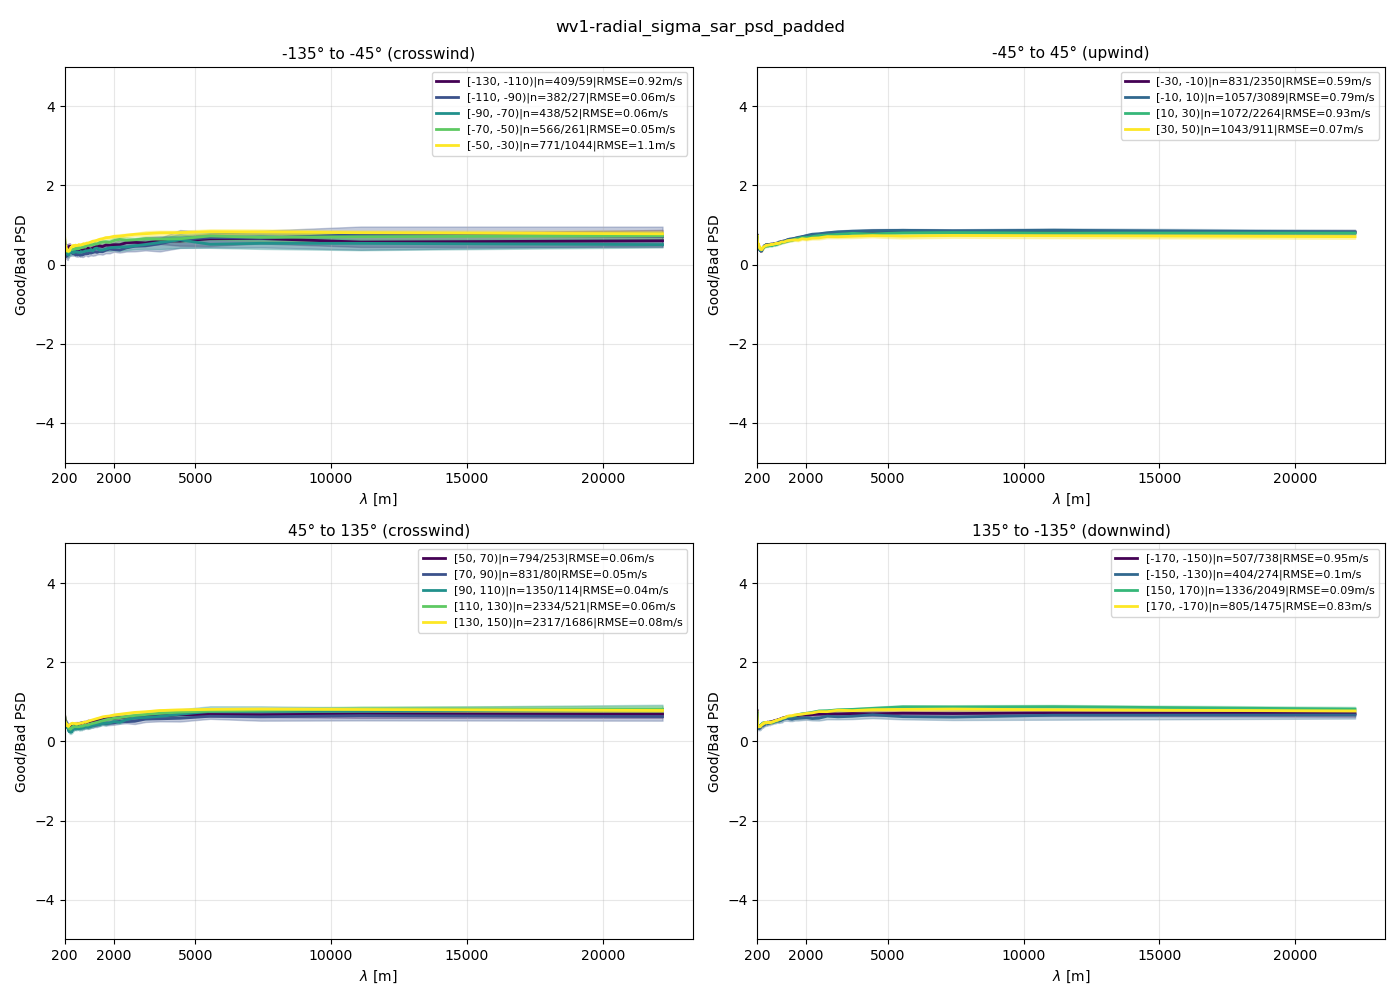 wv1-radial_sigma_sar_psd_padded
-135° to -45° (crosswind)
Good/Bad PSD
4
2
0
−2
−4
[-130, -110)|n=409/59|RMSE=0.92m/s
[-110, -90)|n=382/27|RMSE=0.06m/s
[-90, -70)|n=438/52|RMSE=0.06m/s
[-70, -50)|n=566/261|RMSE=0.05m/s
[-50, -30)|n=771/1044|RMSE=1.1m/s
200 2000 5000 10000 15000 20000
λ [m]
-45° to 45° (upwind)
Good/Bad PSD
4
2
0
−2
−4
[-30, -10)|n=831/2350|RMSE=0.59m/s
[-10, 10)|n=1057/3089|RMSE=0.79m/s
[10, 30)|n=1072/2264|RMSE=0.93m/s
[30, 50)|n=1043/911|RMSE=0.07m/s
200 2000 5000 10000 15000 20000
λ [m]
45° to 135° (crosswind)
Good/Bad PSD
4
2
0
−2
−4
[50, 70)|n=794/253|RMSE=0.06m/s
[70, 90)|n=831/80|RMSE=0.05m/s
[90, 110)|n=1350/114|RMSE=0.04m/s
[110, 130)|n=2334/521|RMSE=0.06m/s
[130, 150)|n=2317/1686|RMSE=0.08m/s
200 2000 5000 10000 15000 20000
λ [m]
135° to -135° (downwind)
Good/Bad PSD
4
2
0
−2
−4
[-170, -150)|n=507/738|RMSE=0.95m/s
[-150, -130)|n=404/274|RMSE=0.1m/s
[150, 170)|n=1336/2049|RMSE=0.09m/s
[170, -170)|n=805/1475|RMSE=0.83m/s
200 2000 5000 10000 15000 20000
λ [m]